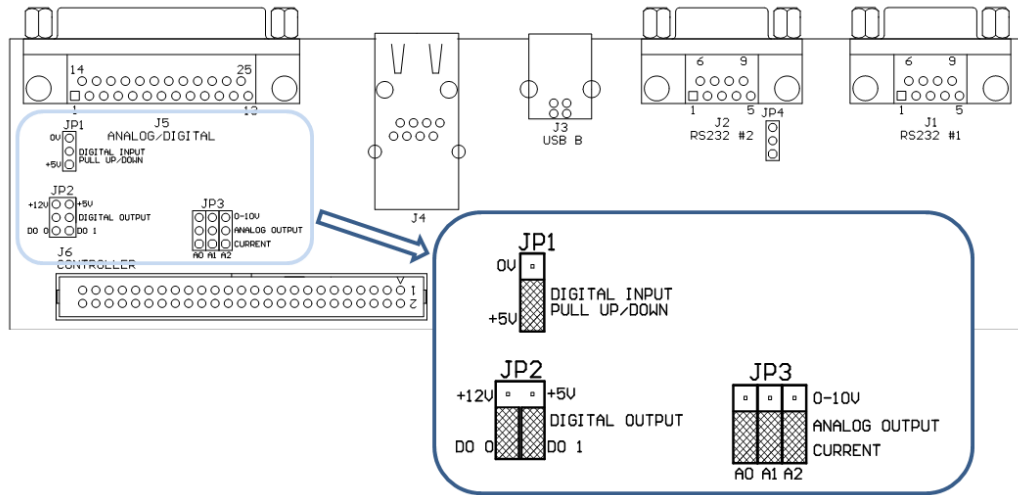 14 25
1 13
J5
ANALOG/DIGITAL
JP1
0V
+5V
DIGITAL INPUT
PULL UP/DOWN
JP2
+12V +5V
DIGITAL OUTPUT
DO 0 DO 1
JP3
0-10V
ANALOG OUTPUT
CURRENT
A0 A1 A2
J6
CONTROLLER
1
2
J4
J3
USB B
6 9
1 5
J2
RS232 #2
JP4
6 9
1 5
J1
RS232 #1
JP1
0V
DIGITAL INPUT
PULL UP/DOWN
+5V
JP2
+12V +5V
DIGITAL OUTPUT
DO 0 DO 1
JP3
0-10V
ANALOG OUTPUT
CURRENT
A0 A1 A2